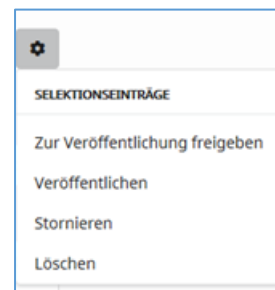 SELEKTIONSEINTRÄGE
Zur Veröffentlichung freigeben
Veröffentlichen
Stornieren
Löschen